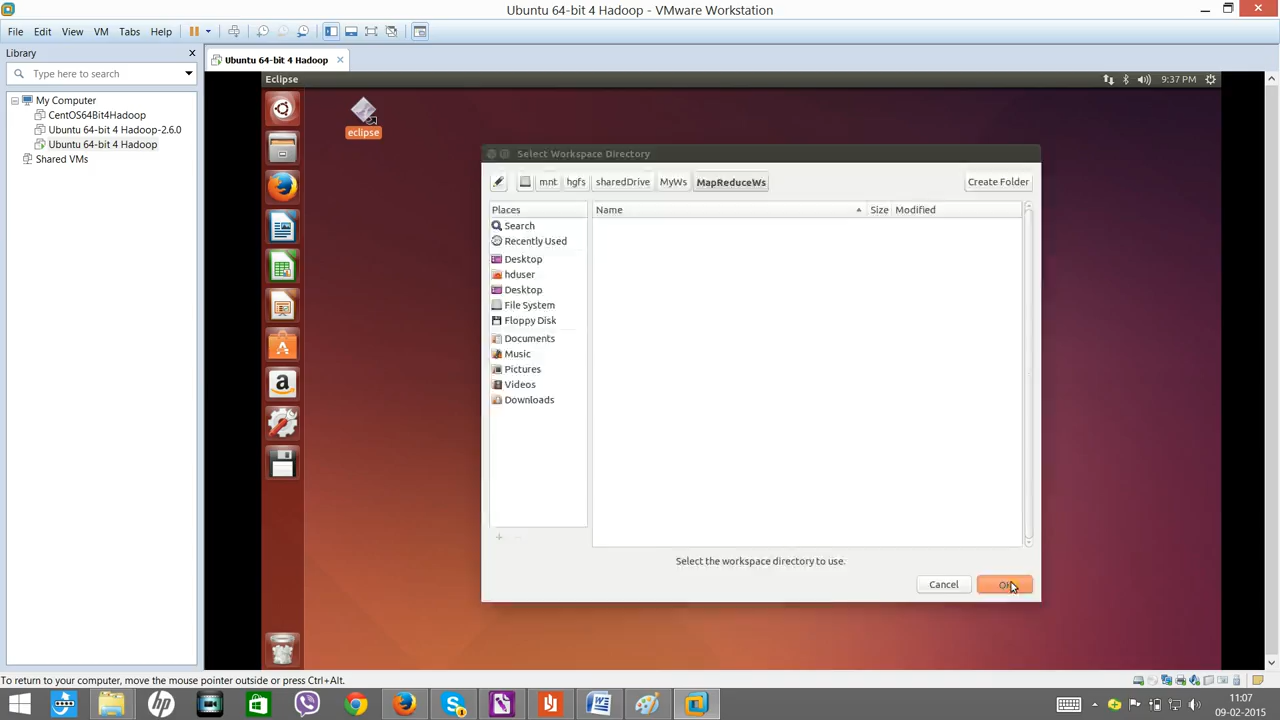 Ubuntu 64-bit 4 Hadoop - VMware Workstation
File Edit View VM Tabs Help
Library
Type here to search
My Computer
CentOS64Bit4Hadoop
Ubuntu 64-bit 4 Hadoop-2.6.0
Ubuntu 64-bit 4 Hadoop
Shared VMs
Ubuntu 64-bit 4 Hadoop
Eclipse
9:37 PM
eclipse
Select Workspace Directory
mnt hgfs sharedDrive MyWs MapReduceWs
Create Folder
Places
Search
Recently Used
Desktop
hduser
Desktop
File System
Floppy Disk
Documents
Music
Pictures
Videos
Downloads
Name Size Modified
Select the workspace directory to use.
Cancel
To return to your computer, move the mouse pointer outside or press Ctrl+Alt.
11:07
09-02-2015